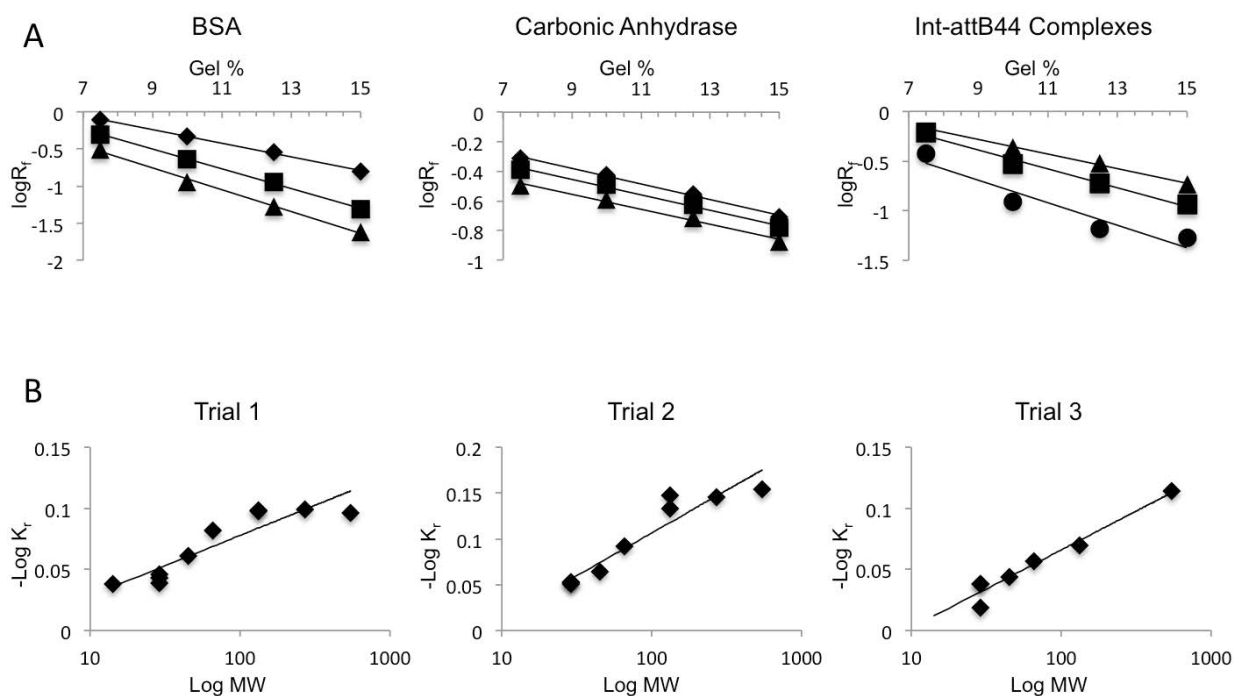 A
BSA
Carbonic Anhydrase
Int-attB44 Complexes
Gel %
Gel %
Gel %
7 9 11 13 15
7 9 11 13 15
7 9 11 13 15
logRf
0
-0.5
-1
-1.5
-2
logRf
0
-0.2
-0.4
-0.6
-0.8
-1
logRf
0
-0.5
-1
-1.5
B
Trial 1
Trial 2
Trial 3
-Log Kr
0.15
0.1
0.05
0
10 100 1000
Log MW
-Log Kr
0.2
0.15
0.1
0.05
0
10 100 1000
Log MW
-Log Kr
0.15
0.1
0.05
0
10 100 1000
Log MW